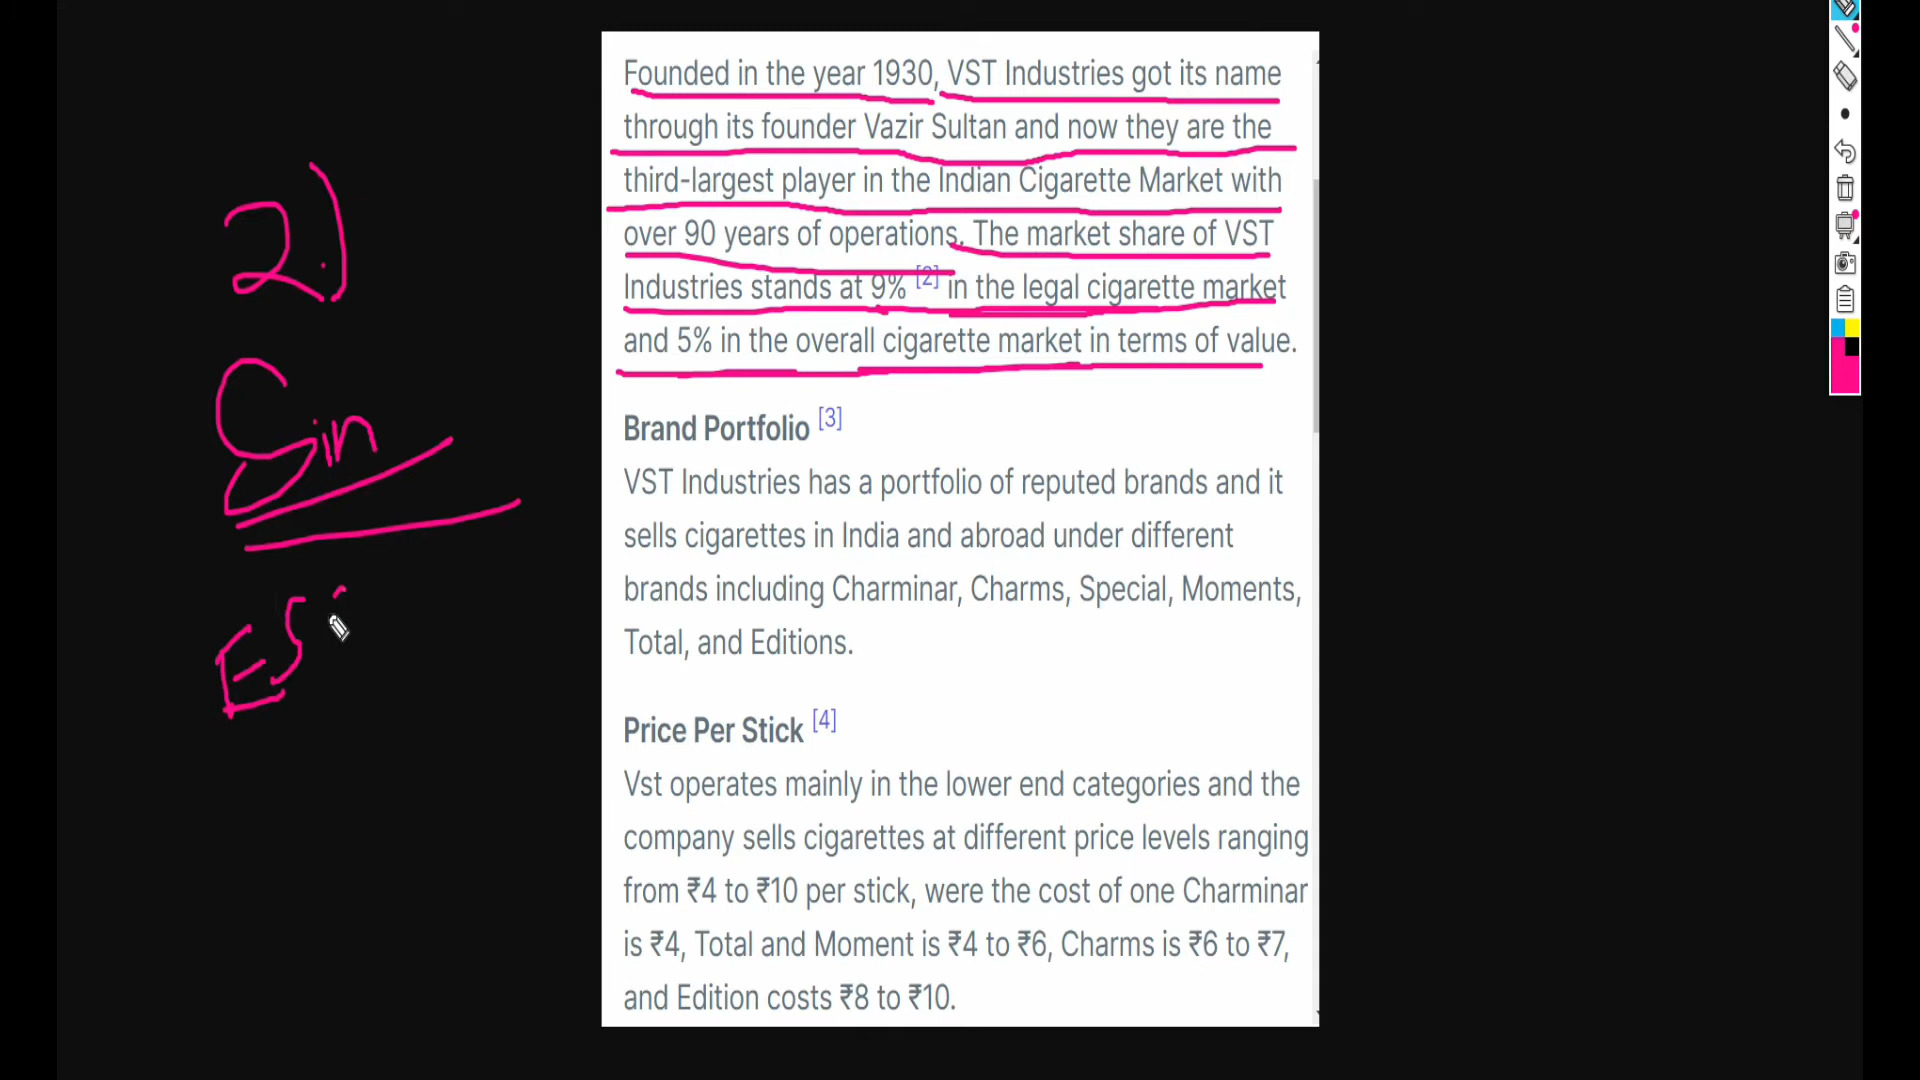 2)
Sin
ES
Founded in the year 1930, VST Industries got its name
through its founder Vazir Sultan and now they are the
third-largest player in the Indian Cigarette Market with
over 90 years of operations. The market share of VST
Industries stands at 9% [2] in the legal cigarette market
and 5% in the overall cigarette market in terms of value.
Brand Portfolio [3]
VST Industries has a portfolio of reputed brands and it
sells cigarettes in India and abroad under different
brands including Charminar, Charms, Special, Moments,
Total, and Editions.
Price Per Stick [4]
Vst operates mainly in the lower end categories and the
company sells cigarettes at different price levels ranging
from ₹4 to ₹10 per stick, were the cost of one Charminar
is ₹4, Total and Moment is ₹4 to ₹6, Charms is ₹6 to ₹7,
and Edition costs ₹8 to ₹10.